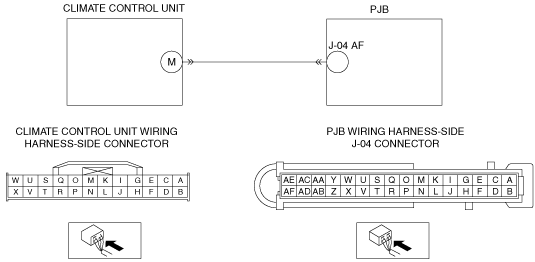 CLIMATE CONTROL UNIT
PJB
M
J-04 AF
CLIMATE CONTROL UNIT WIRING
HARNESS-SIDE CONNECTOR
PJB WIRING HARNESS-SIDE
J-04 CONNECTOR
W U S Q O M K I G E C A
X V T R P N L J H F D B
AE AC AA Y W U S Q O M K I G E C A
AF AD AB Z X V T R P N L J H F D B